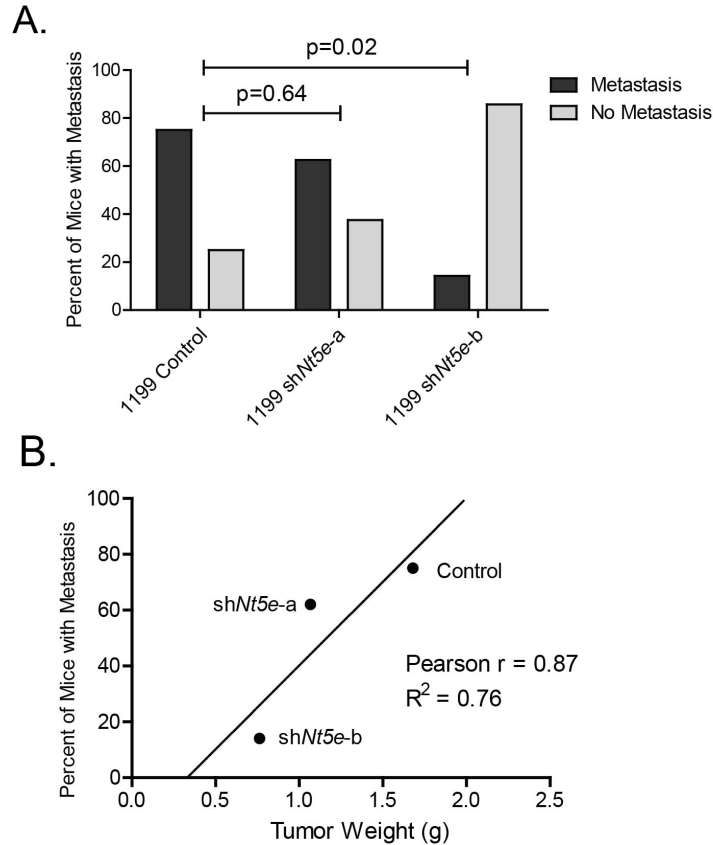 A.
p=0.02
p=0.64
Metastasis
No Metastasis
Percent of Mice with Metastasis
100
80
60
40
20
0
1199 Control
1199 shNt5e-a
1199 shNt5e-b
B.
Percent of Mice with Metastasis
100
80
60
40
20
0
shNt5e-a
Control
shNt5e-b
Pearson r = 0.87
R² = 0.76
0.0 0.5 1.0 1.5 2.0 2.5
Tumor Weight (g)